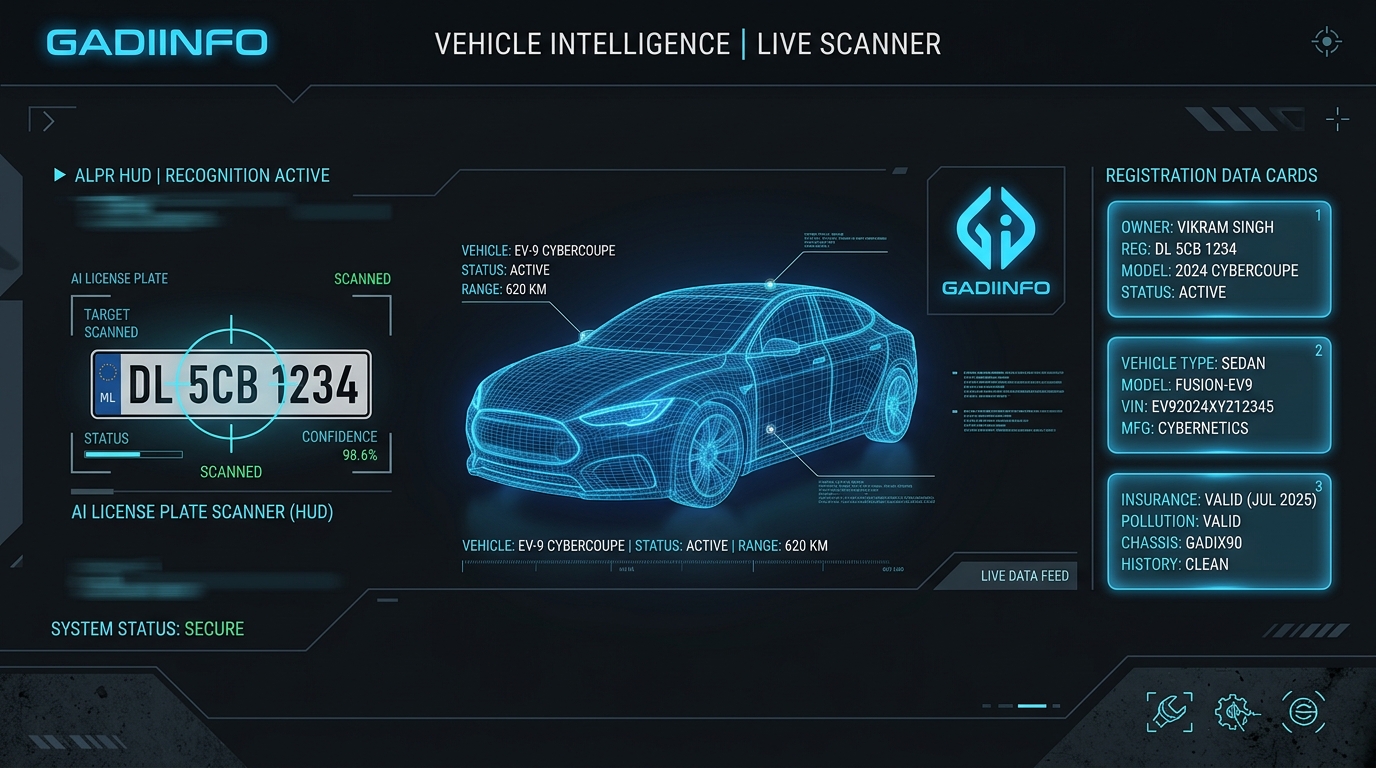 GADIINFO
VEHICLE INTELLIGENCE | LIVE SCANNER
ALPR HUD | RECOGNITION ACTIVE
AI LICENSE PLATE
SCANNED
TARGET
SCANNED
ML
DL 5CB 1234
STATUS
CONFIDENCE
98.6%
SCANNED
AI LICENSE PLATE SCANNER (HUD)
SYSTEM STATUS: SECURE
VEHICLE: EV-9 CYBERCOUPE
STATUS: ACTIVE
RANGE: 620 KM
VEHICLE: EV-9 CYBERCOUPE | STATUS: ACTIVE | RANGE: 620 KM
GADIINFO
LIVE DATA FEED
REGISTRATION DATA CARDS
1
OWNER: VIKRAM SINGH
REG: DL 5CB 1234
MODEL: 2024 CYBERCOUPE
STATUS: ACTIVE
2
VEHICLE TYPE: SEDAN
MODEL: FUSION-EV9
VIN: EV92024XYZ12345
MFG: CYBERNETICS
3
INSURANCE: VALID (JUL 2025)
POLLUTION: VALID
CHASSIS: GADIX90
HISTORY: CLEAN